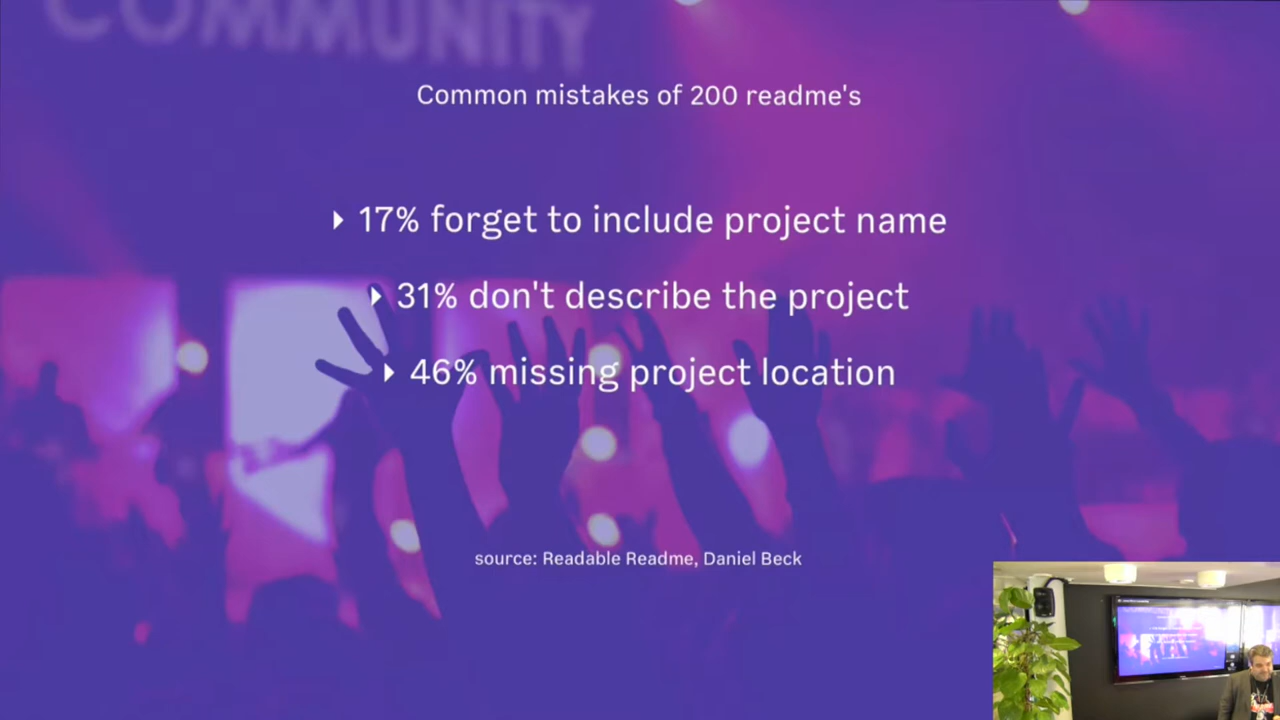 COMMUNITY
Common mistakes of 200 readme's
17% forget to include project name
31% don't describe the project
46% missing project location
source: Readable Readme, Daniel Beck